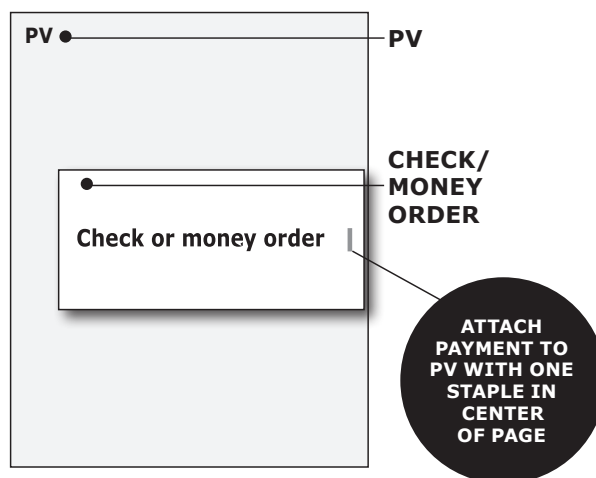 PV
PV
CHECK/
MONEY
ORDER
Check or money order
ATTACH
PAYMENT TO
PV WITH ONE
STAPLE IN
CENTER
OF PAGE